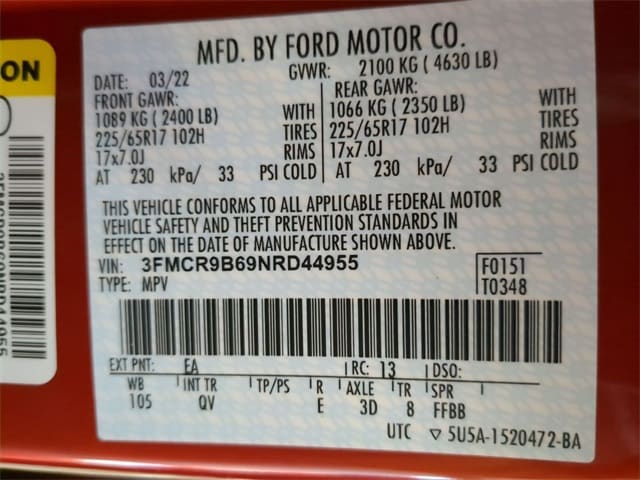 ON
MFD. BY FORD MOTOR CO.
DATE: 03/22 GVWR: 2100 KG ( 4630 LB)
FRONT GAWR: REAR GAWR:
1089 KG ( 2400 LB) WITH 1066 KG ( 2350 LB) WITH
225/65R17 102H TIRES 225/65R17 102H TIRES
17x7.0J RIMS 17x7.0J RIMS
AT 230 kPa/ 33 PSI COLD AT 230 kPa/ 33 PSI COLD
THIS VEHICLE CONFORMS TO ALL APPLICABLE FEDERAL MOTOR
VEHICLE SAFETY AND THEFT PREVENTION STANDARDS IN
EFFECT ON THE DATE OF MANUFACTURE SHOWN ABOVE.
VIN: 3FMCR9B69NRD44955 F0151
TYPE: MPV T0348
EXT PNT: EA RC: 13 DSO:
WB INT TR TP/PS R AXLE TR SPR
105 QV E 3D 8 FFBB
UTC ▽ 5U5A-1520472-BA
3FMCR9B69NRD44955